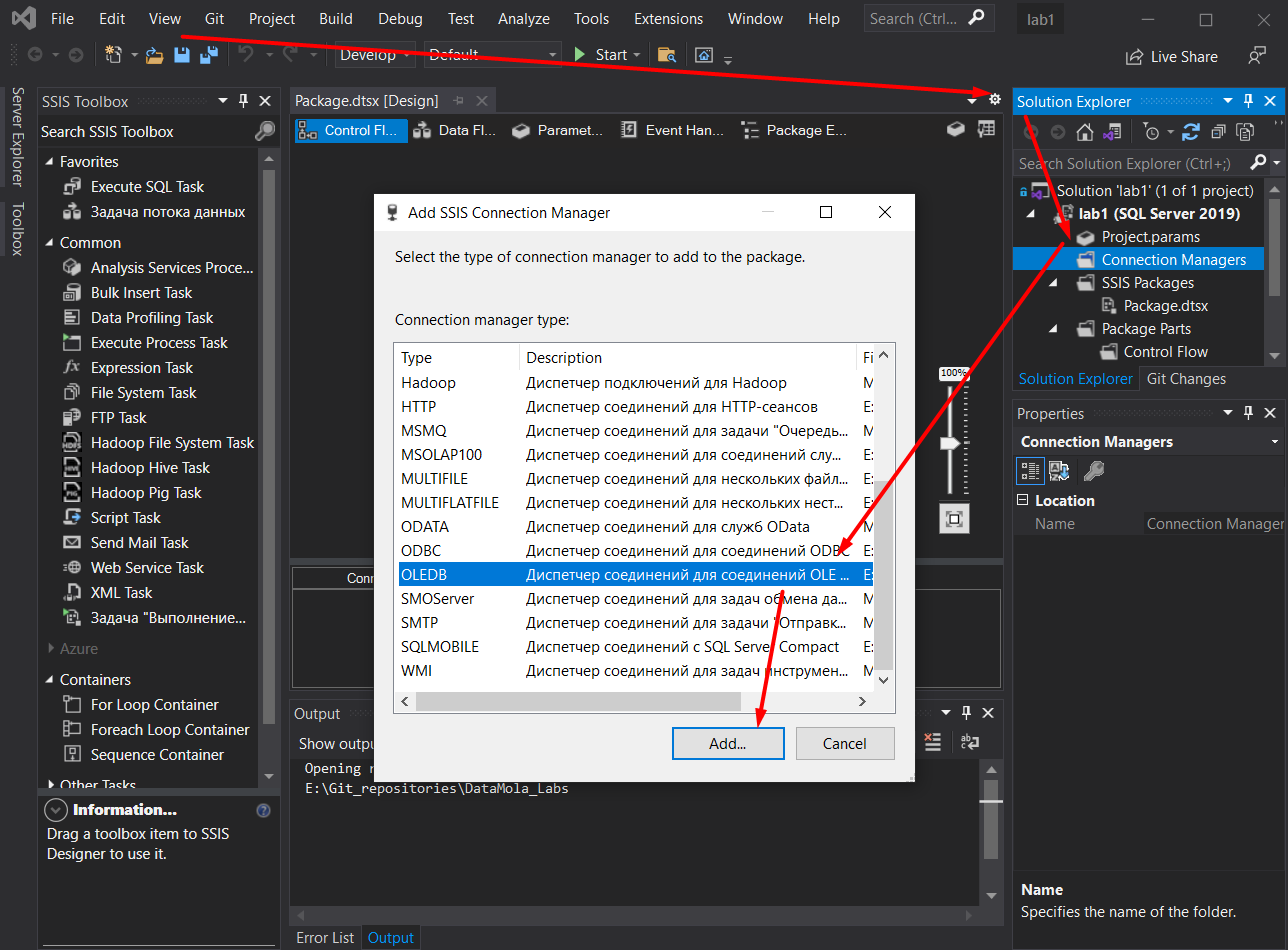 File Edit View Git Project Build Debug Test Analyze Tools Extensions Window Help Search (Ctrl... lab1
Develop Default Start Live Share
Server Explorer
Toolbox
SSIS Toolbox
Search SSIS Toolbox
Favorites
Execute SQL Task
Задача потока данных
Common
Analysis Services Proce...
Bulk Insert Task
Data Profiling Task
Execute Process Task
Expression Task
File System Task
FTP Task
Hadoop File System Task
Hadoop Hive Task
Hadoop Pig Task
Script Task
Send Mail Task
Web Service Task
XML Task
Задача "Выполнение...
Azure
Containers
For Loop Container
Foreach Loop Container
Sequence Container
Other Tasks
Information...
Drag a toolbox item to SSIS
Designer to use it.
Package.dtsx [Design]
Control Fl... Data Fl... Paramet... Event Han... Package E...
Add SSIS Connection Manager
Select the type of connection manager to add to the package.
Connection manager type:
Type Description Fi
Hadoop Диспетчер подключений для Hadoop M
HTTP Диспетчер соединений для HTTP-сеансов E:
MSMQ Диспетчер соединений для задачи "Очередь... M
MSOLAP100 Диспетчер соединений для соединений слу... E:
MULTIFILE Диспетчер соединений для нескольких файл... E:
MULTIFLATFILE Диспетчер соединений для нескольких нест... E:
ODATA Диспетчер соединений для служб OData M
ODBC Диспетчер соединений для соединений ODBC E:
OLEDB Диспетчер соединений для соединений OLE ... E:
SMOServer Диспетчер соединений для задач обмена да... M
SMTP Диспетчер соединений для задачи "Отправк... M
SQLMOBILE Диспетчер соединений с SQL Server Compact E:
WMI Диспетчер соединений для задач инструмен... M
Add... Cancel
100%
Conn
Output
Show outpu
Opening r
E:\Git_repositories\DataMola_Labs
Error List Output
Solution Explorer
Search Solution Explorer (Ctrl+;)
Solution 'lab1' (1 of 1 project)
lab1 (SQL Server 2019)
Project.params
Connection Managers
SSIS Packages
Package.dtsx
Package Parts
Control Flow
Solution Explorer Git Changes
Properties
Connection Managers
Location
Name Connection Manager
Name
Specifies the name of the folder.